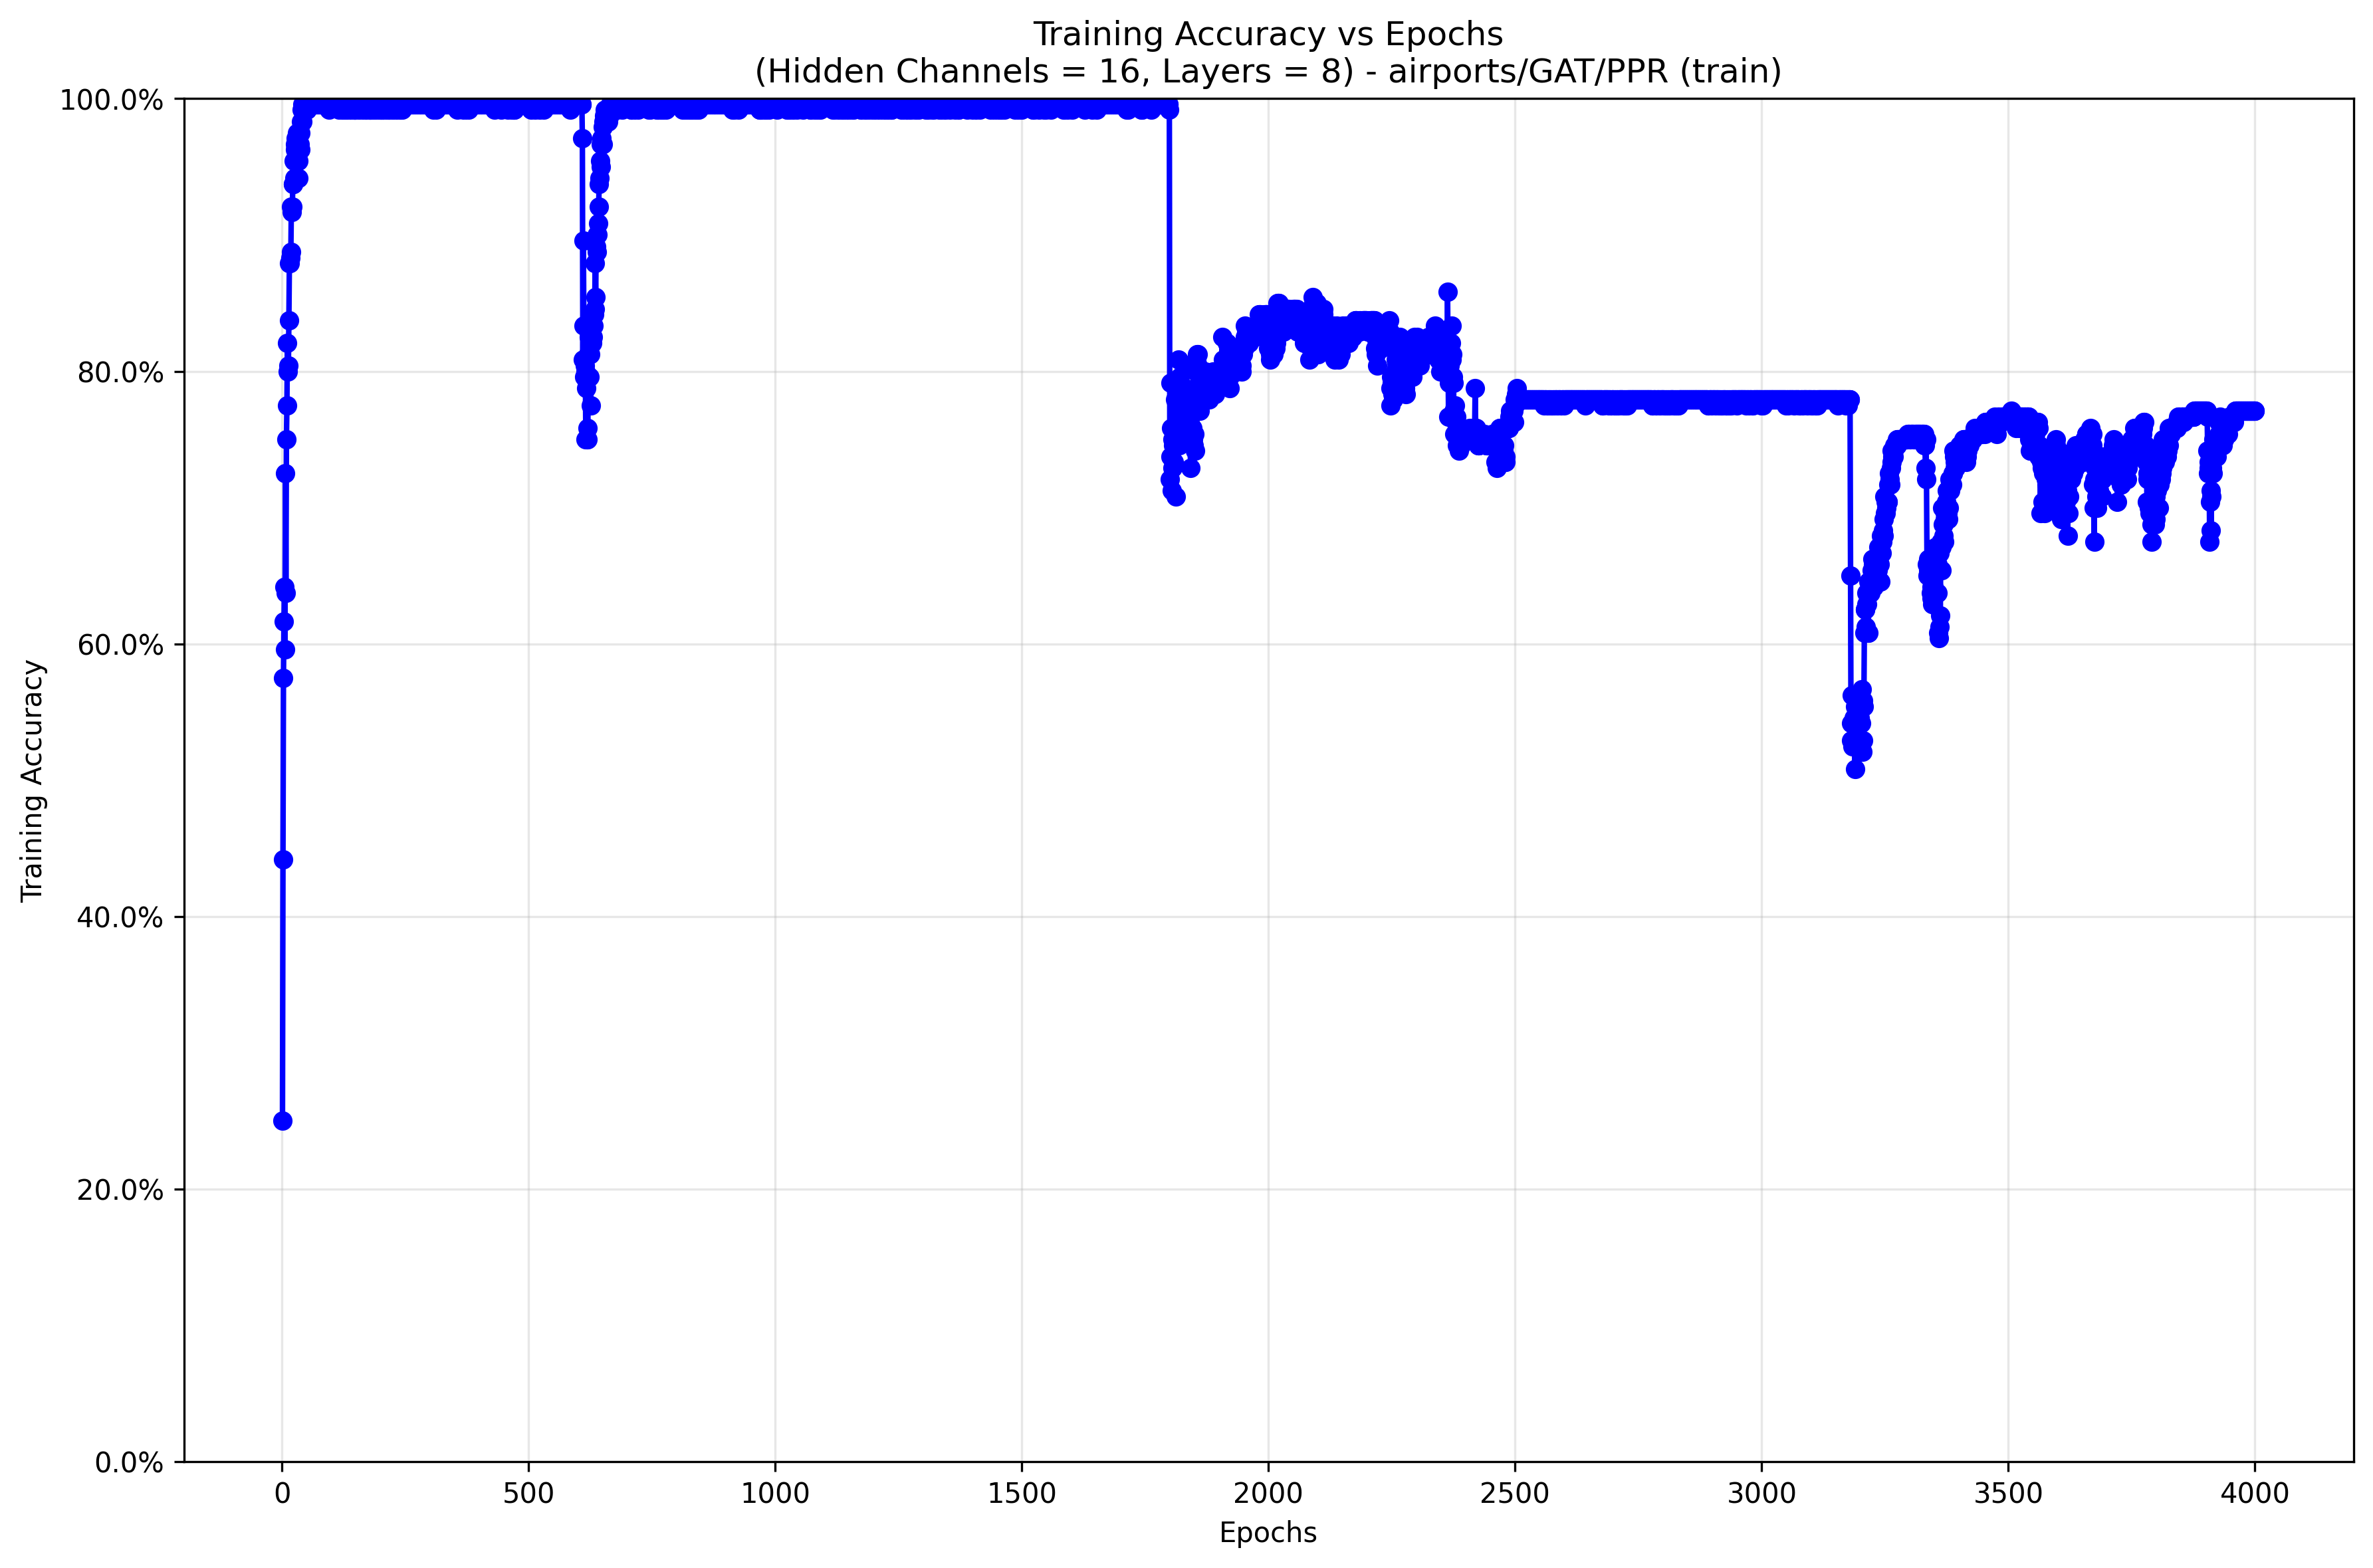 Training Accuracy vs Epochs
(Hidden Channels = 16, Layers = 8) - airports/GAT/PPR (train)
100.0%
80.0%
60.0%
40.0%
20.0%
0.0%
Training Accuracy
0 500 1000 1500 2000 2500 3000 3500 4000
Epochs